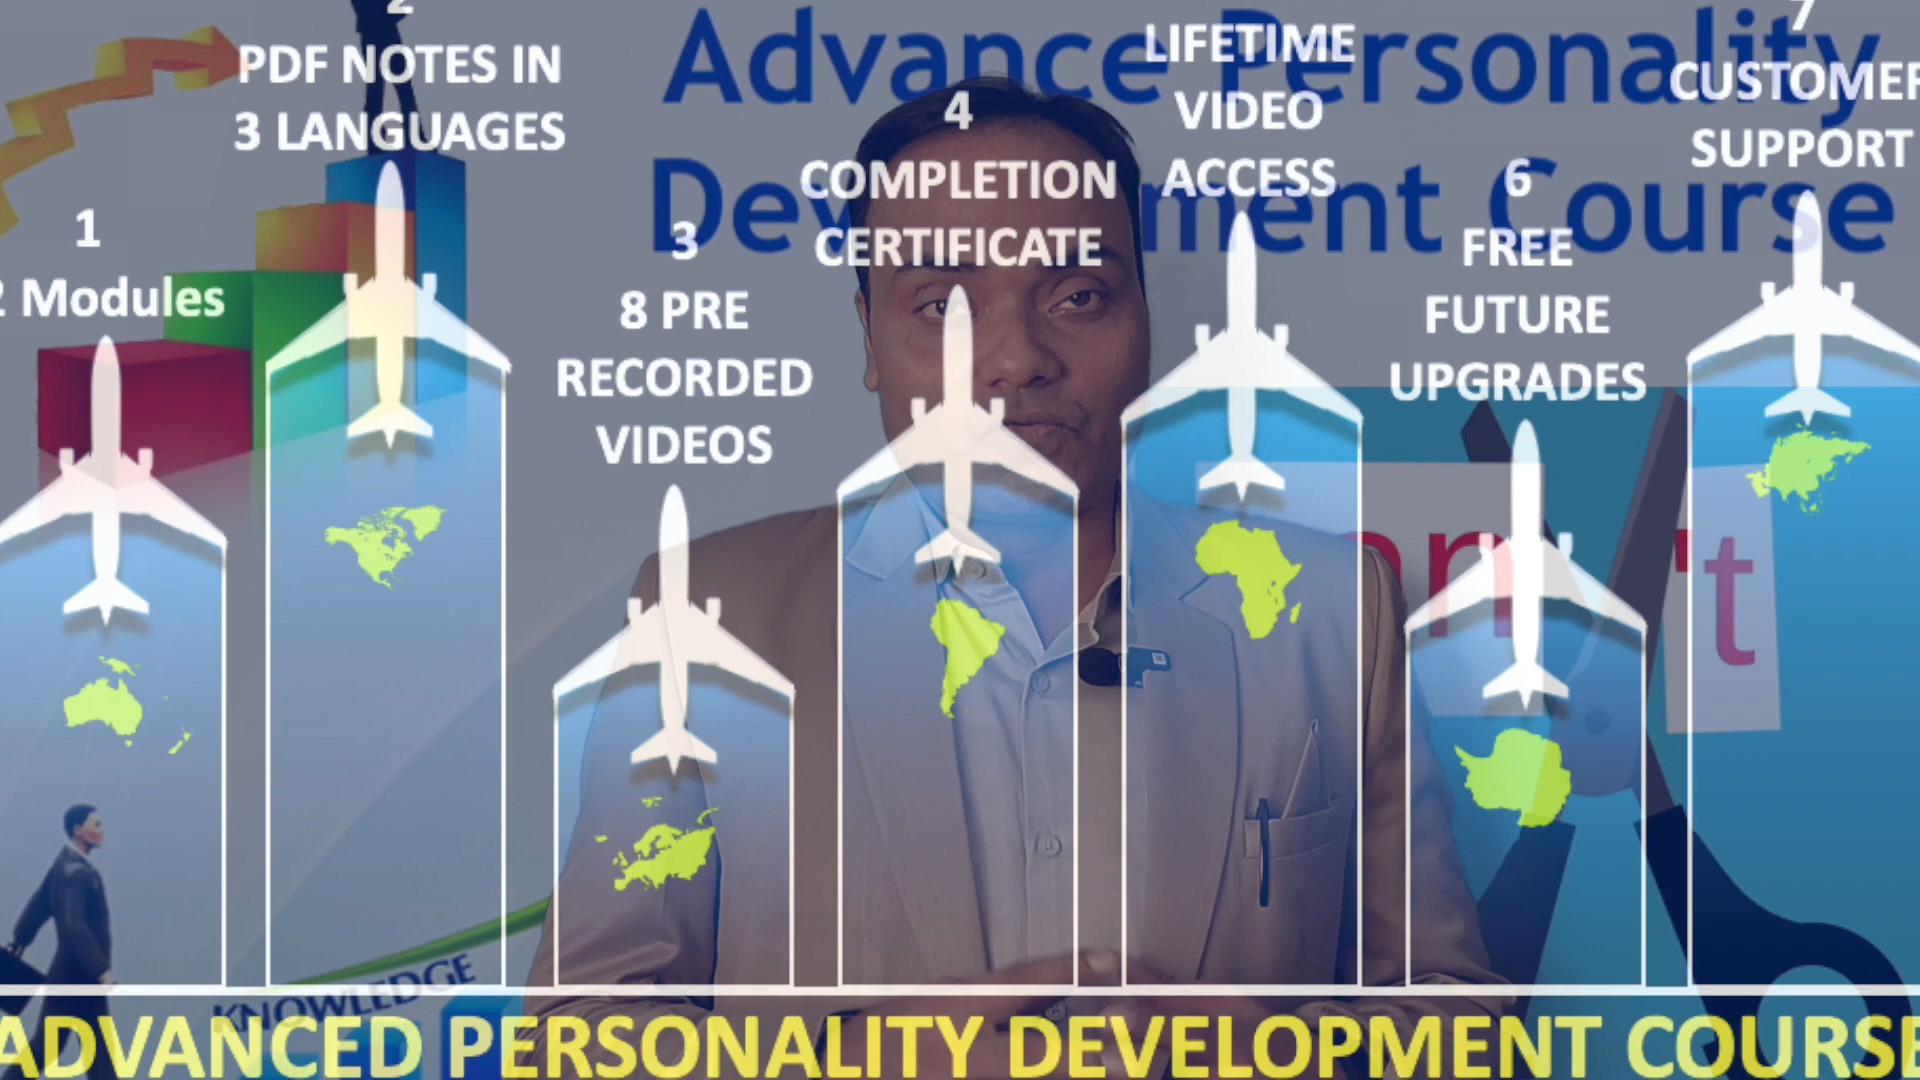 Advance Personality
Development Course
1
2 Modules
2
PDF NOTES IN
3 LANGUAGES
3
8 PRE
RECORDED
VIDEOS
4
COMPLETION
CERTIFICATE
LIFETIME
VIDEO
ACCESS
6
FREE
FUTURE
UPGRADES
7
CUSTOMER
SUPPORT
KNOWLEDGE
ADVANCED PERSONALITY DEVELOPMENT COURSE